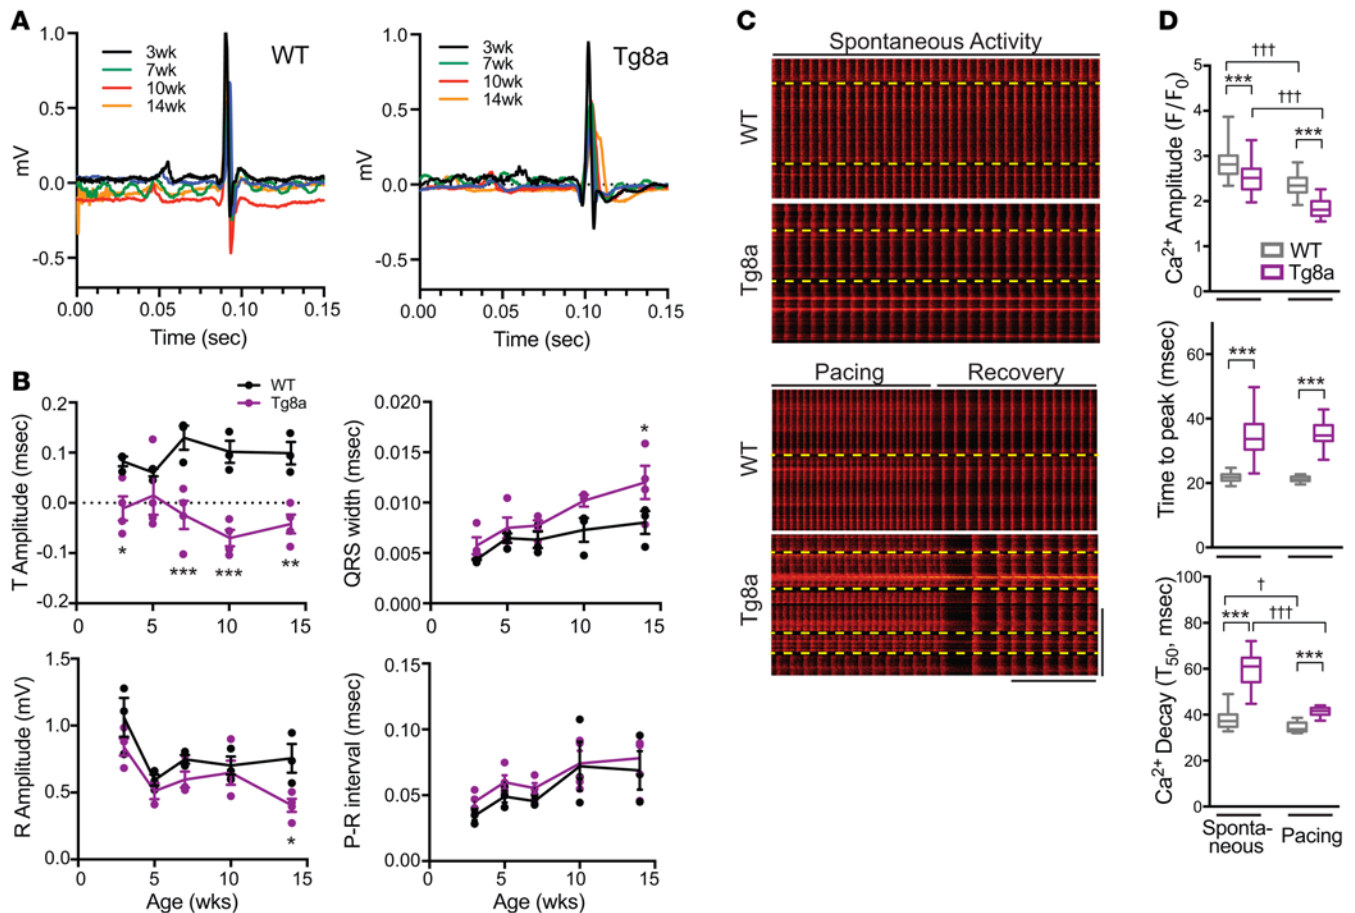 A
WT
3wk
7wk
10wk
14wk
mV
1.0
0.5
0.0
-0.5
0.00
0.05
0.10
0.15
Time (sec)
Tg8a
3wk
7wk
10wk
14wk
mV
1.0
0.5
0.0
-0.5
0.00
0.05
0.10
0.15
Time (sec)
B
WT
Tg8a
T Amplitude (msec)
0.2
0.1
0.0
-0.1
-0.2
0
5
10
15
*
***
***
**
QRS width (msec)
0.020
0.015
0.010
0.005
0.000
0
5
10
15
*
R Amplitude (mV)
1.5
1.0
0.5
0.0
0
5
10
15
*
Age (wks)
P-R interval (msec)
0.15
0.10
0.05
0.00
0
5
10
15
Age (wks)
C
Spontaneous Activity
WT
Tg8a
Pacing
Recovery
WT
Tg8a
D
Ca2+ Amplitude (F/F0)
5
4
3
2
1
0
†††
***
†††
***
WT
Tg8a
Time to peak (msec)
60
40
20
0
***
***
Ca2+ Decay (T50, msec)
100
80
60
40
20
0
†
***
†††
***
Sponta-
neous
Pacing